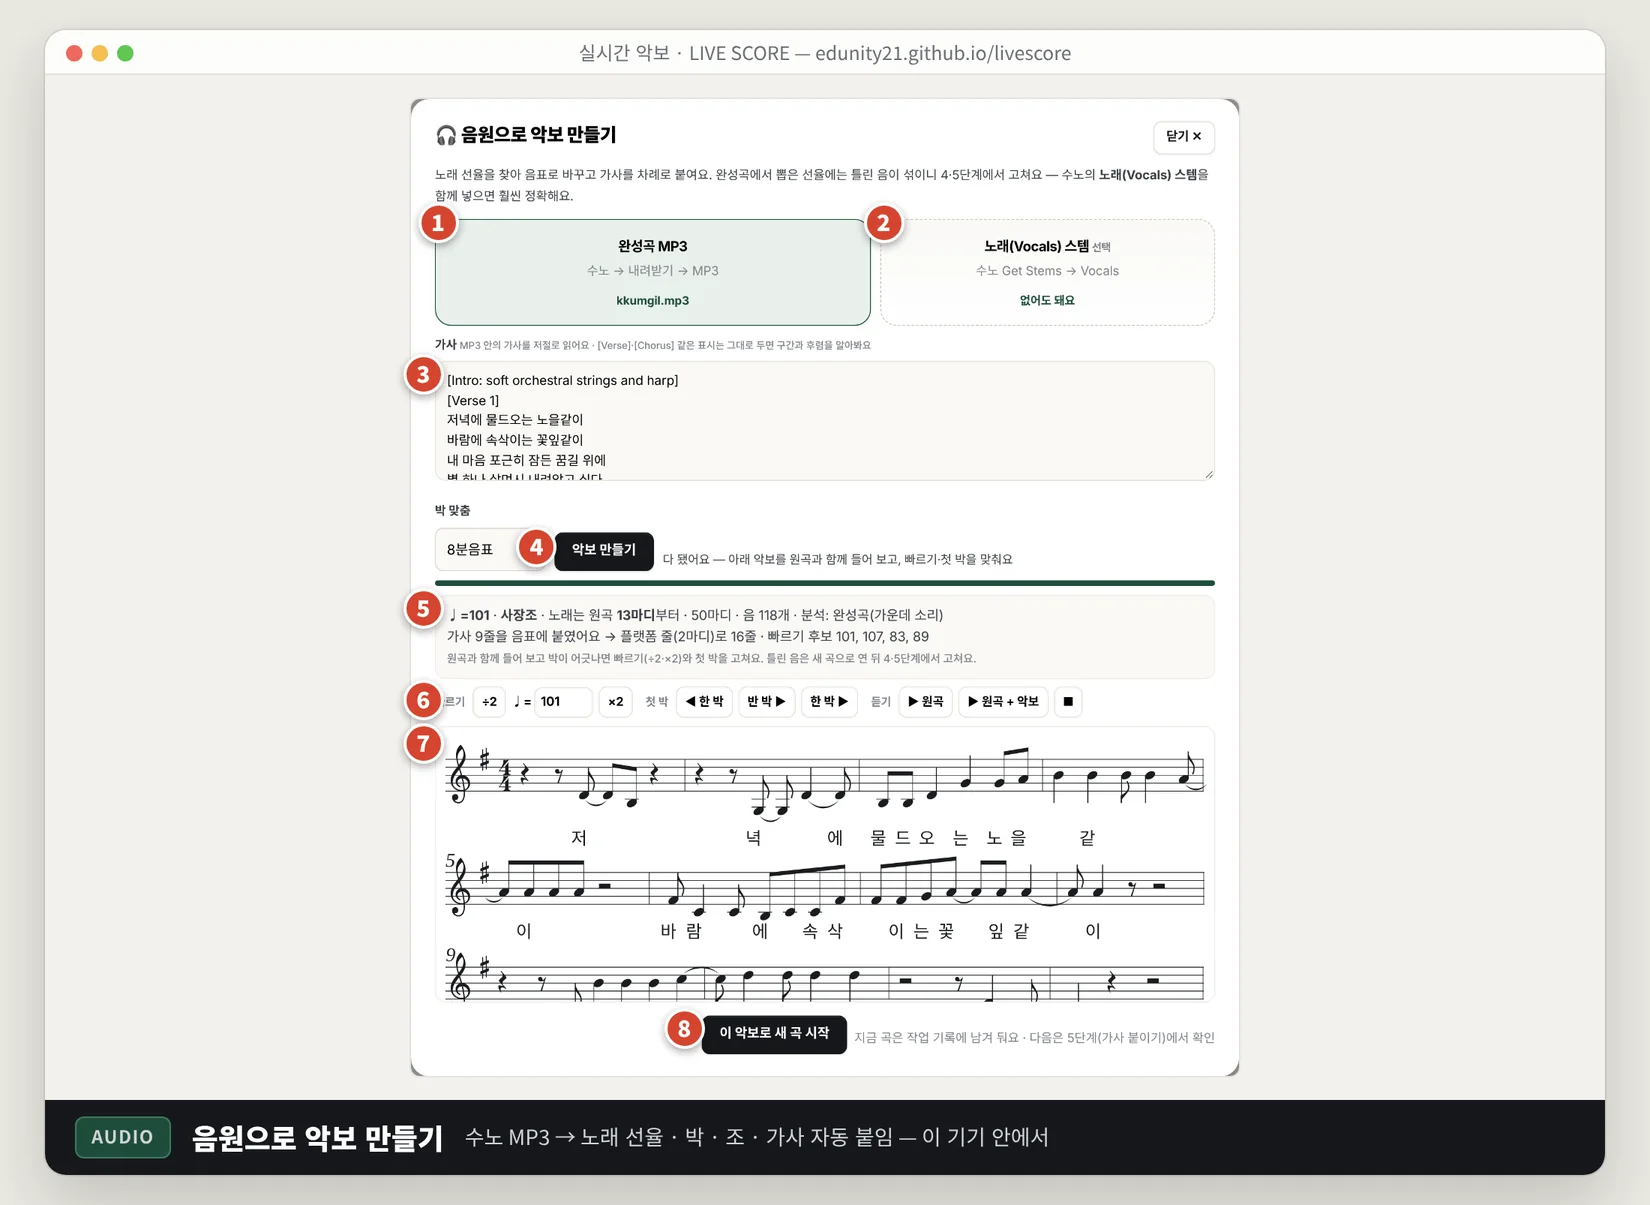 실시간 악보 · LIVE SCORE — edunity21.github.io/livescore
🎧 음원으로 악보 만들기
닫기 ✕
노래 선율을 찾아 음표로 바꾸고 가사를 차례로 붙여요. 완성곡에서 뽑은 선율에는 틀린 음이 섞이니 4·5단계에서 고쳐요 — 수노의 노래(Vocals) 스템을
함께 넣으면 훨씬 정확해요.
1
완성곡 MP3
수노 → 내려받기 → MP3
kkumgil.mp3
2
노래(Vocals) 스템 선택
수노 Get Stems → Vocals
없어도 돼요
가사 MP3 안의 가사를 저절로 읽어요 · [Verse]·[Chorus] 같은 표시는 그대로 두면 구간과 후렴을 알아봐요
3
[Intro: soft orchestral strings and harp]
[Verse 1]
저녁에 물드오는 노을같이
바람에 속삭이는 꽃잎같이
내 마음 포근히 잠든 꿈길 위에
박 맞춤
8분음표
4
악보 만들기
다 됐어요 — 아래 악보를 원곡과 함께 들어 보고, 빠르기·첫 박을 맞춰요
5
♩=101 · 사장조 · 노래는 원곡 13마디부터 · 50마디 · 음 118개 · 분석: 완성곡(가운데 소리)
가사 9줄을 음표에 붙였어요 → 플랫폼 줄(2마디)로 16줄 · 빠르기 후보 101, 107, 83, 89
원곡과 함께 들어 보고 박이 어긋나면 빠르기(÷2·×2)와 첫 박을 고쳐요. 틀린 음은 새 곡으로 연 뒤 4·5단계에서 고쳐요.
6
르기 ÷2 ♩= 101 ×2 첫 박 ◀ 한 박 반 박 ▶ 한 박 ▶ 듣기 ▶ 원곡 ▶ 원곡 + 악보 ■
7
4
4
저 녁 에 물 드 오 는 노 을 같
5
이 바 람 에 속 삭 이 는 꽃 잎 같 이
9
8
이 악보로 새 곡 시작
지금 곡은 작업 기록에 남겨 둬요 · 다음은 5단계(가사 붙이기)에서 확인
AUDIO
음원으로 악보 만들기
수노 MP3 → 노래 선율 · 박 · 조 · 가사 자동 붙임 — 이 기기 안에서